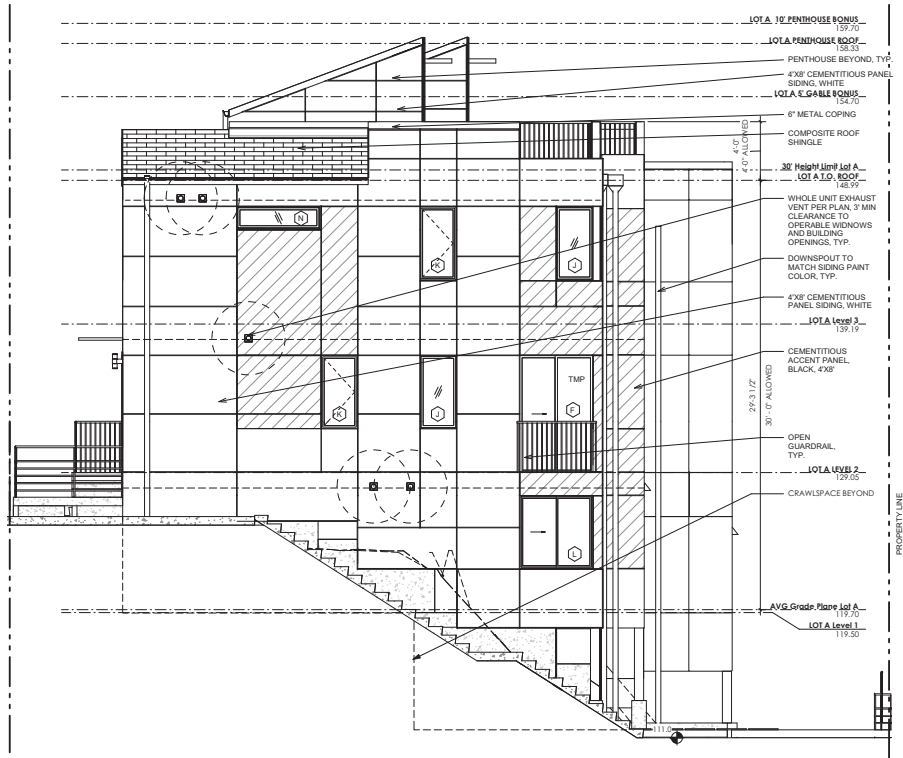 LOT A 10' PENTHOUSE BONUS
159.70
LOT A PENTHOUSE ROOF
158.33
PENTHOUSE BEYOND, TYP.
4"X8' CEMENTITIOUS PANEL
SIDING, WHITE
LOT A 5' GABLE BONUS
154.70
6" METAL COPING
COMPOSITE ROOF
SHINGLE
4'-0"
4'-0" ALLOWED
30' Height Limit Lot A
LOT A T.O. ROOF
148.99
WHOLE UNIT EXHAUST
VENT PER PLAN, 3' MIN
CLEARANCE TO
OPERABLE WIDNOWS
AND BUILDING
OPENINGS, TYP.
DOWNSPOUT TO
MATCH SIDING PAINT
COLOR, TYP.
4"X8' CEMENTITIOUS
PANEL SIDING, WHITE
LOT A Level 3
139.19
CEMENTITIOUS
ACCENT PANEL,
BLACK, 4'X8'
29'-3 1/2"
30' - 0" ALLOWED
OPEN
GUARDRAIL,
TYP.
LOT A LEVEL 2
129.05
CRAWLSPACE BEYOND
PROPERTY LINE
AVG Grade Plane Lot A
119.70
LOT A Level 1
119.50
N
K
J
K
J
TMP
F
L
111.0